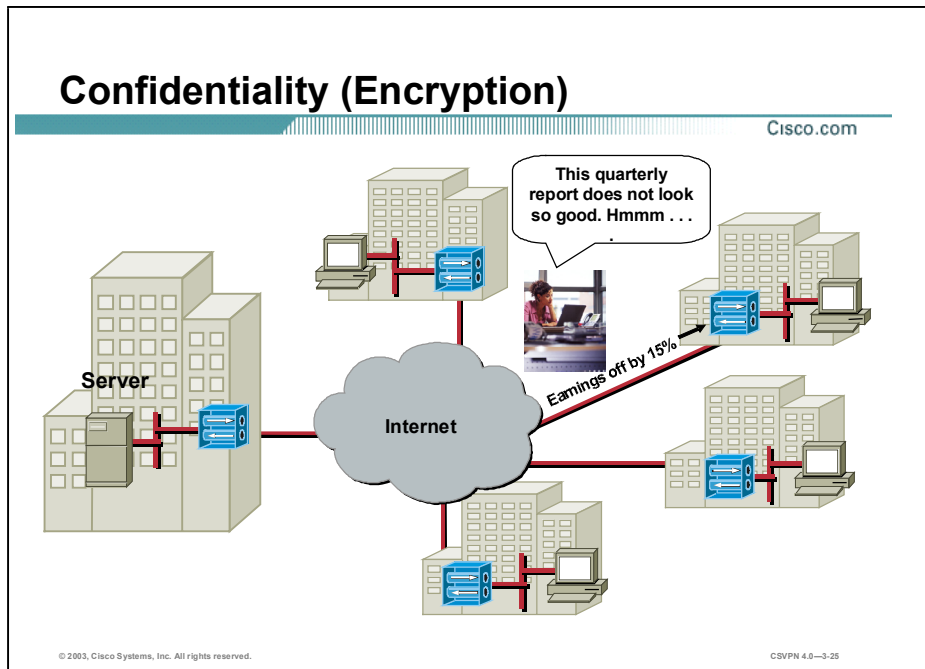 Confidentiality (Encryption)
Cisco.com
This quarterly
report does not look
so good. Hmmm . . .
.
Earnings off by 15%
Server
Internet
© 2003, Cisco Systems, Inc. All rights reserved.
CSVPN 4.0—3-25